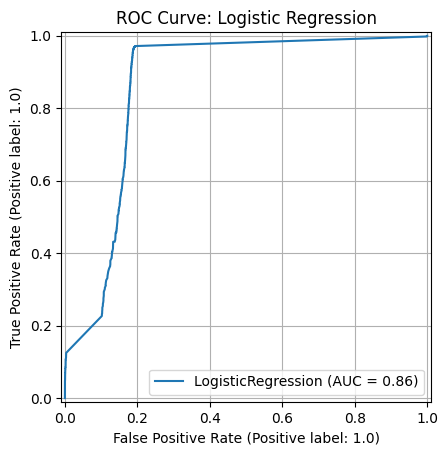 ROC Curve: Logistic Regression
True Positive Rate (Positive label: 1.0)
1.0
0.8
0.6
0.4
0.2
0.0
LogisticRegression (AUC = 0.86)
0.0 0.2 0.4 0.6 0.8 1.0
False Positive Rate (Positive label: 1.0)